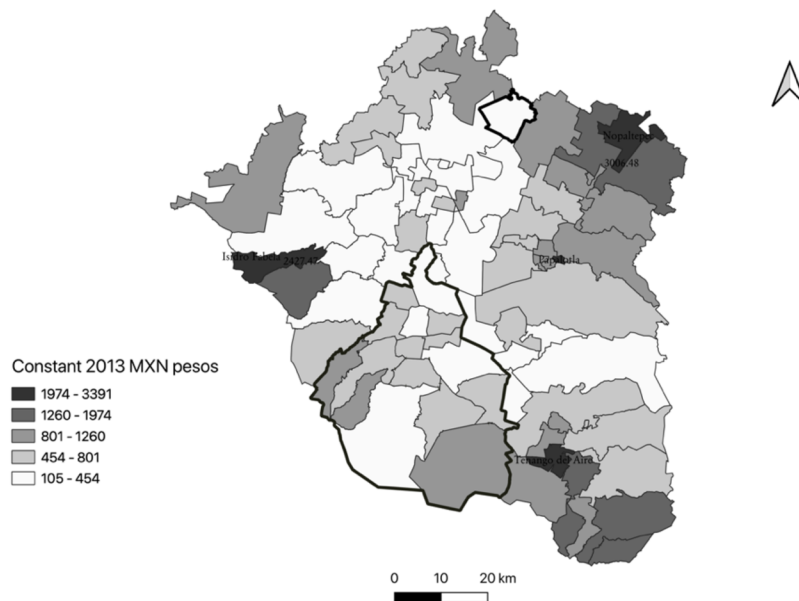 Nopaltepec
3006.48
Isidro Fabela 2427.47
Papalotla
Tenango del Aire
Constant 2013 MXN pesos
1974 - 3391
1260 - 1974
801 - 1260
454 - 801
105 - 454
0 10 20 km